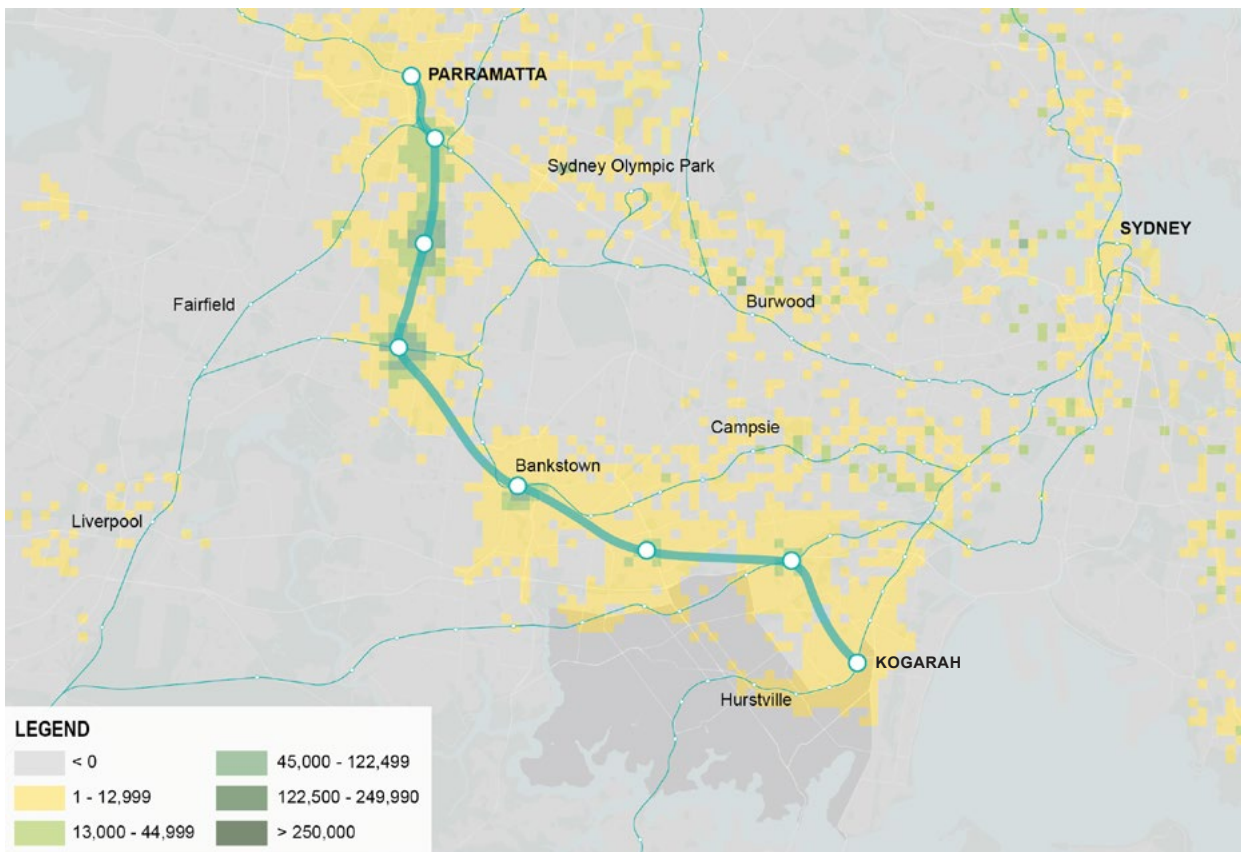 PARRAMATTA
Sydney Olympic Park
SYDNEY
Fairfield
Burwood
Campsie
Bankstown
Liverpool
KOGARAH
Hurstville
LEGEND
< 0
1 - 12,999
13,000 - 44,999
45,000 - 122,499
122,500 - 249,990
> 250,000